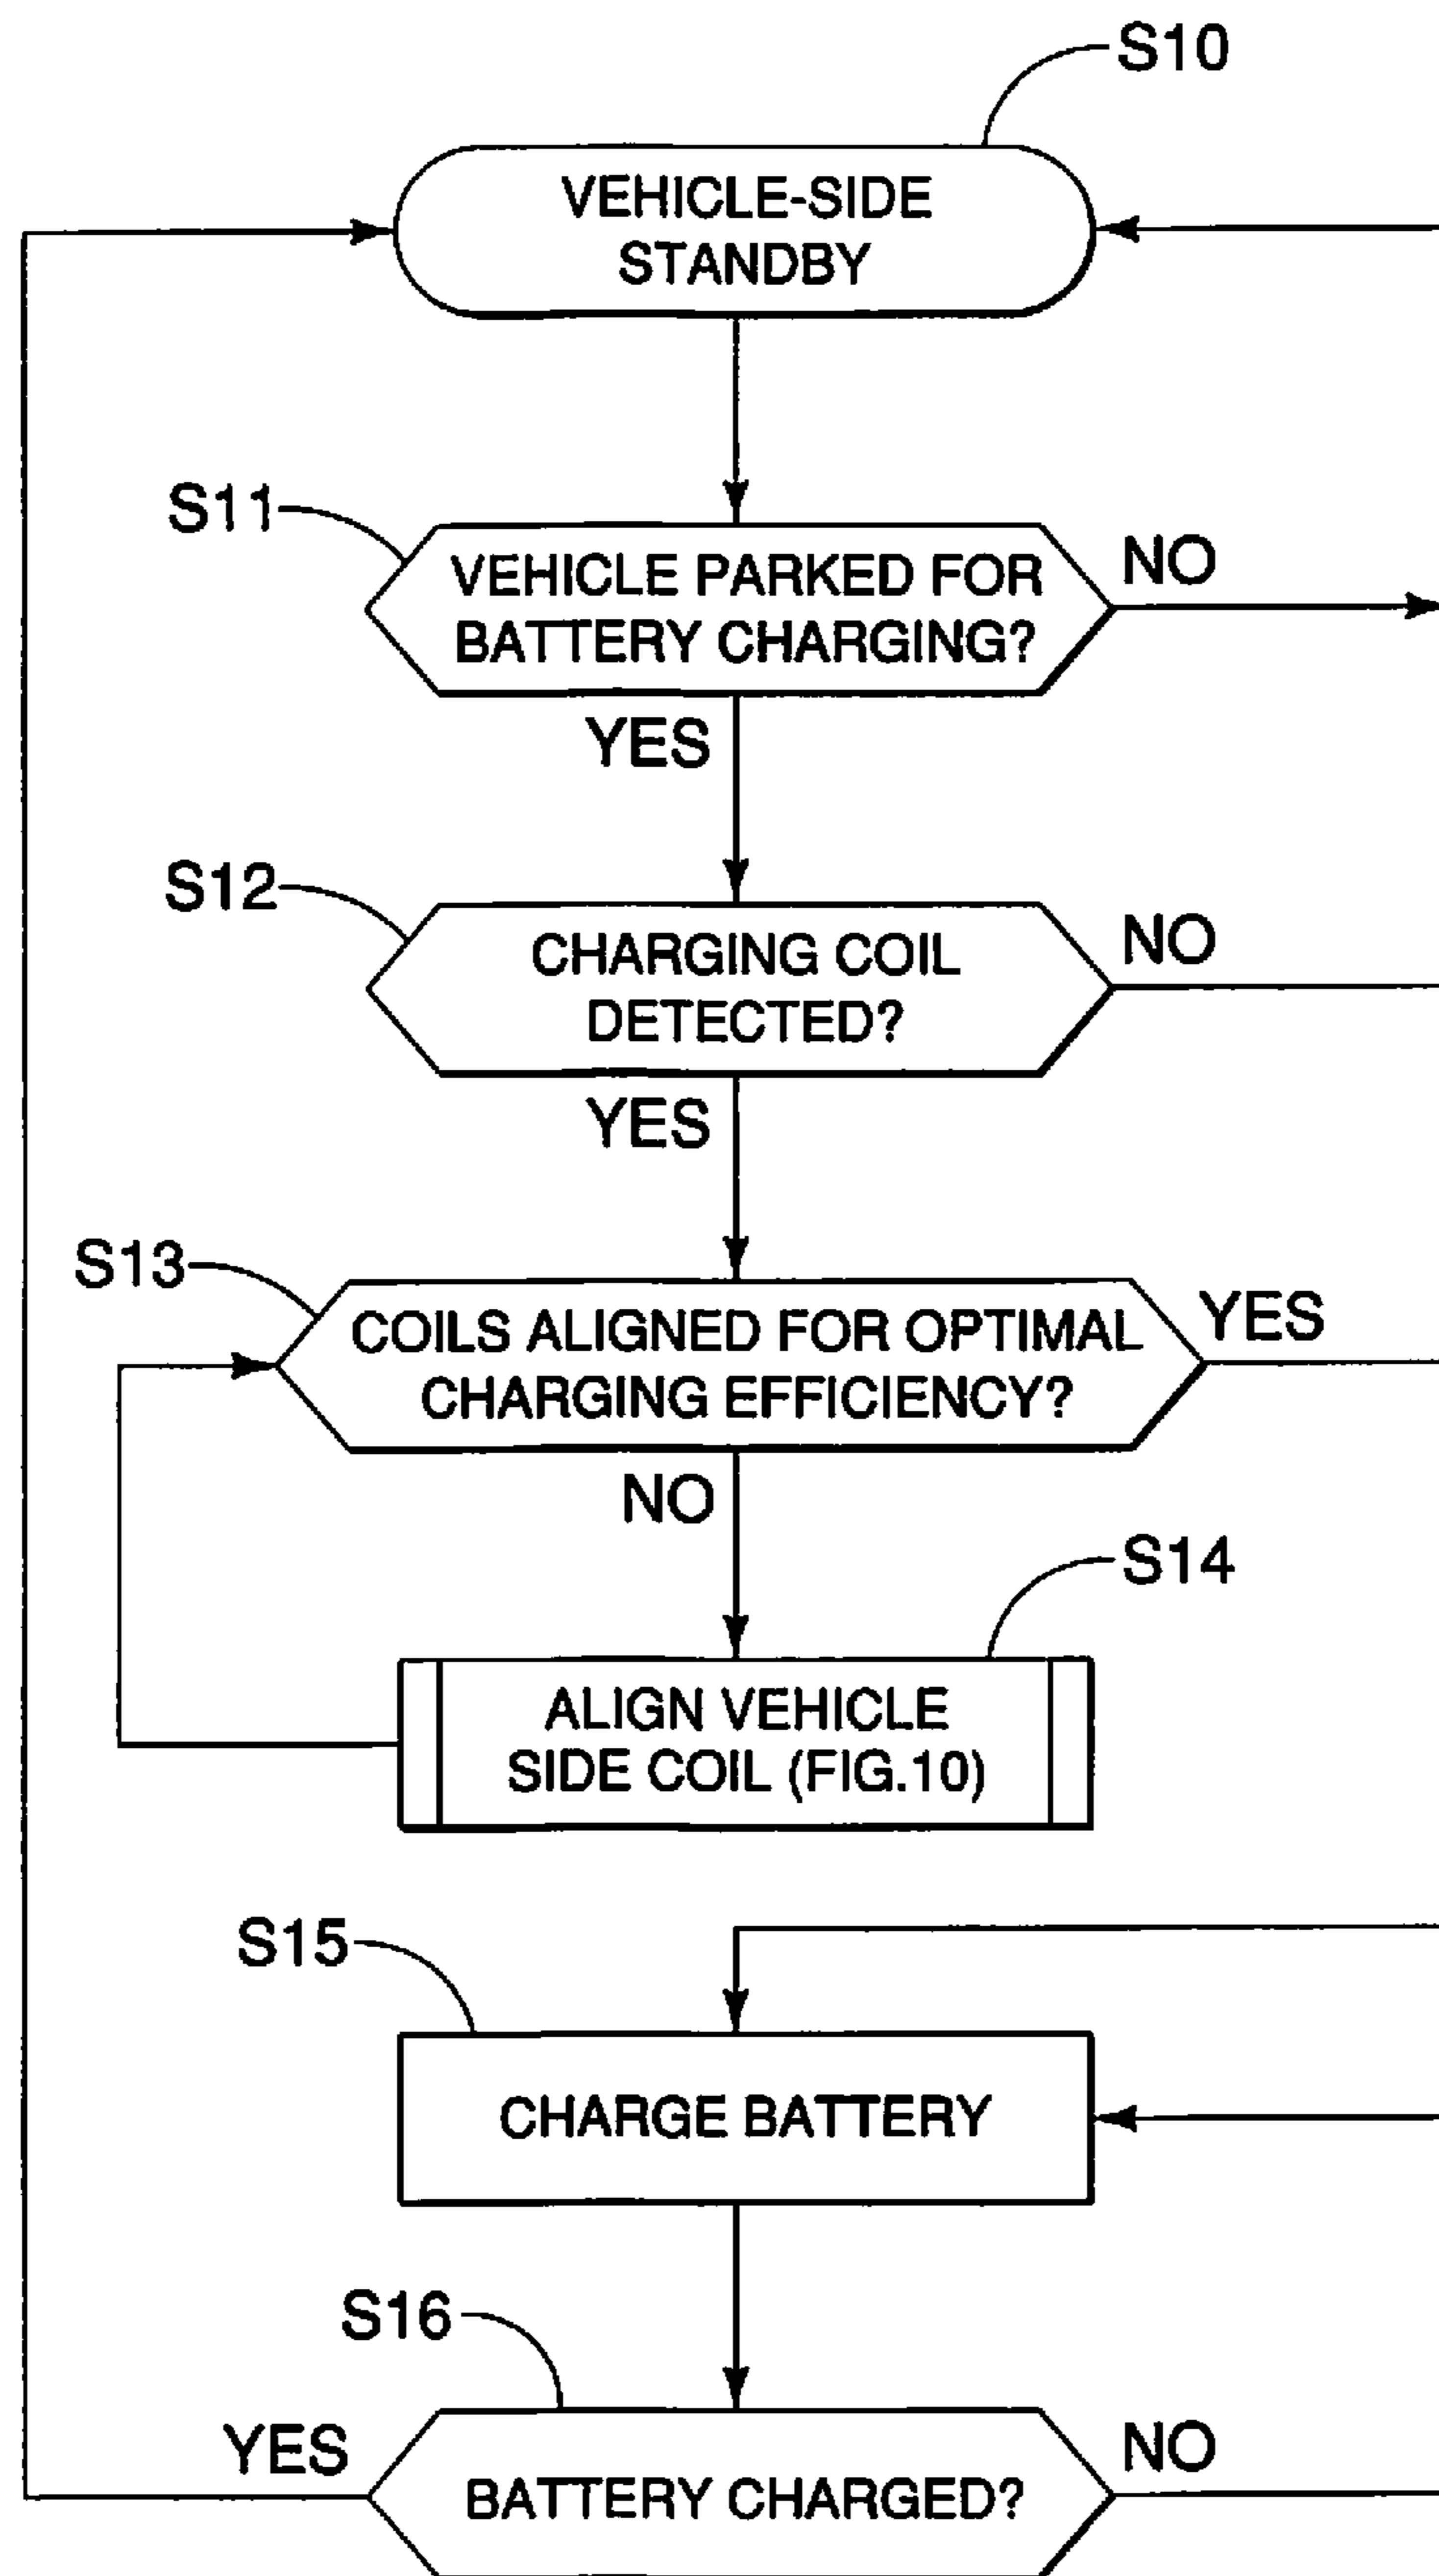 S10
VEHICLE-SIDE
STANDBY
S11
VEHICLE PARKED FOR
BATTERY CHARGING?
NO
YES
S12
CHARGING COIL
DETECTED?
NO
YES
S13
COILS ALIGNED FOR OPTIMAL
CHARGING EFFICIENCY?
YES
NO
S14
ALIGN VEHICLE
SIDE COIL (FIG.10)
S15
CHARGE BATTERY
S16
YES
BATTERY CHARGED?
NO